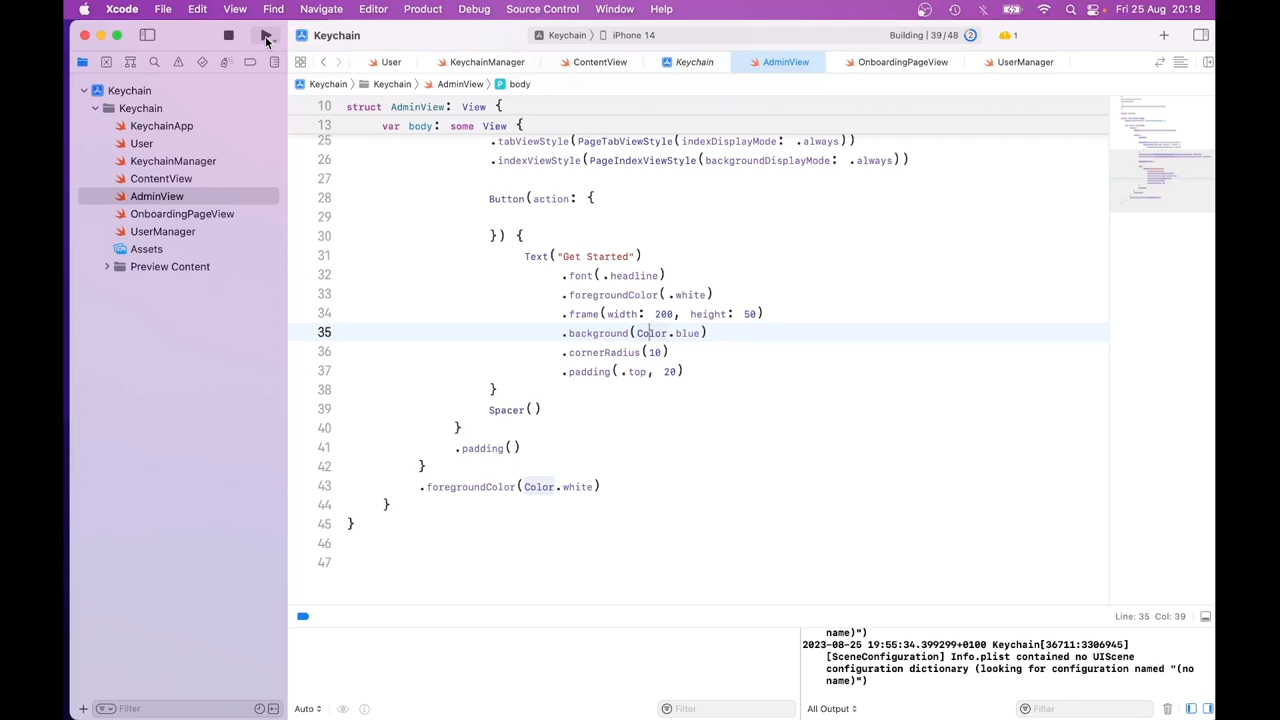 Xcode File Edit View Find Navigate Editor Product Debug Source Control Window Help Fri 25 Aug 20:18
Keychain Keychain iPhone 14 Building | 39/48 2 1
User KeychainManager ContentView Keychain AdminView OnboardingPageView UserManager
Keychain Keychain AdminView body
Keychain
Keychain
KeychainApp
User
KeychainManager
ContentView
AdminView
OnboardingPageView
UserManager
Assets
Preview Content
10 struct AdminView: View {
13 var body: some View {
25 .tabViewStyle(PageTabViewStyle(indexDisplayMode: .always))
26 .indexViewStyle(PageIndexViewStyle(backgroundDisplayMode: .always))
27
28 Button(action: {
29
30 }) {
31 Text("Get Started")
32 .font(.headline)
33 .foregroundColor(.white)
34 .frame(width: 200, height: 50)
35 .background(Color.blue)
36 .cornerRadius(10)
37 .padding(.top, 20)
38 }
39 Spacer()
40 }
41 .padding()
42 }
43 .foregroundColor(Color.white)
44 }
45 }
46
47
Line: 35 Col: 39
name)")
2023-08-25 19:55:34.399299+0100 Keychain[36711:3306945]
[SceneConfiguration] Info.plist contained no UIScene
configuration dictionary (looking for configuration named "(no
name)")
Filter Auto Filter All Output Filter